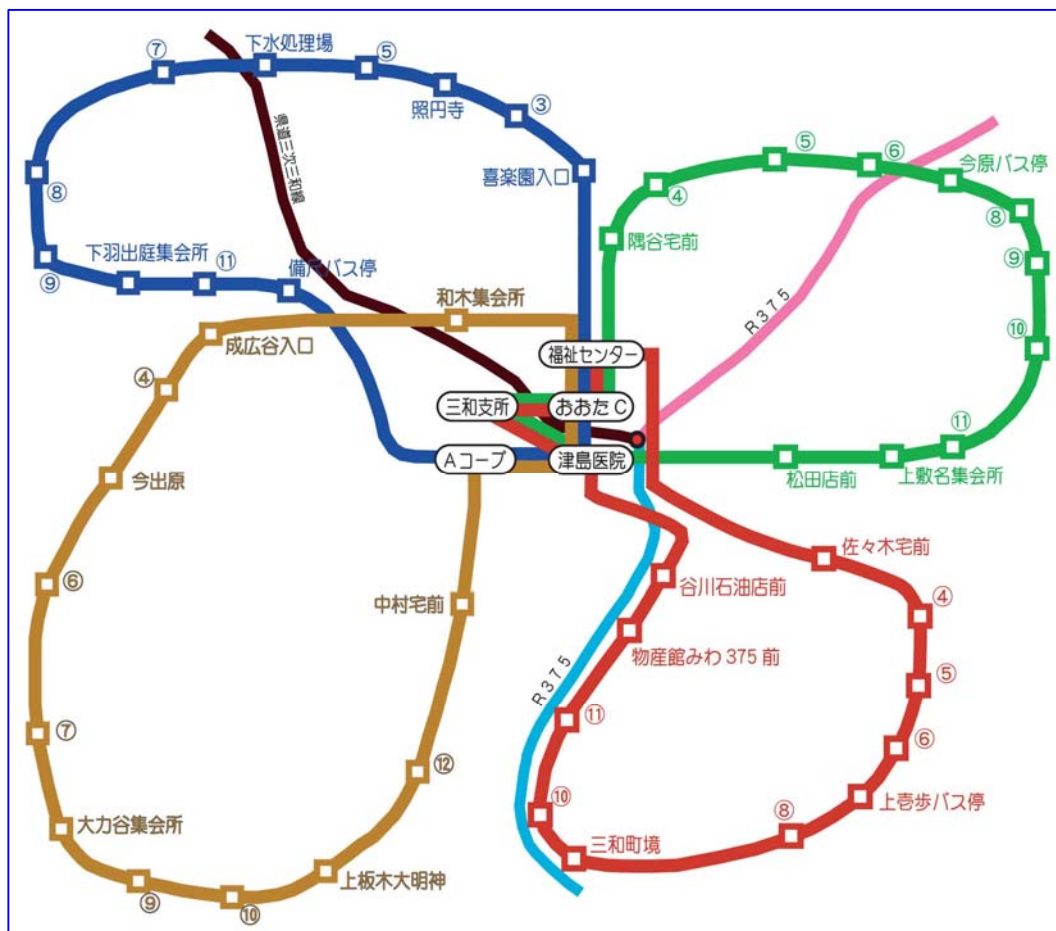 ⑦
下水処理場
⑤
照円寺
③
喜楽園入口
県道三次三和線
⑧
⑨
下羽出庭集会所
⑪
備尺バス停
④
⑤
⑥
今原バス停
隅谷宅前
⑧
⑨
⑩
⑪
上敷名集会所
松田店前
R375
和木集会所
成広谷入口
④
今出原
⑥
⑦
大力谷集会所
⑨
⑩
上板木大明神
⑫
中村宅前
福祉センター
三和支所
おおたC
Aコープ
津島医院
佐々木宅前
④
⑤
⑥
上壱歩バス停
⑧
三和町境
⑩
⑪
物産館みわ375前
谷川石油店前
R375